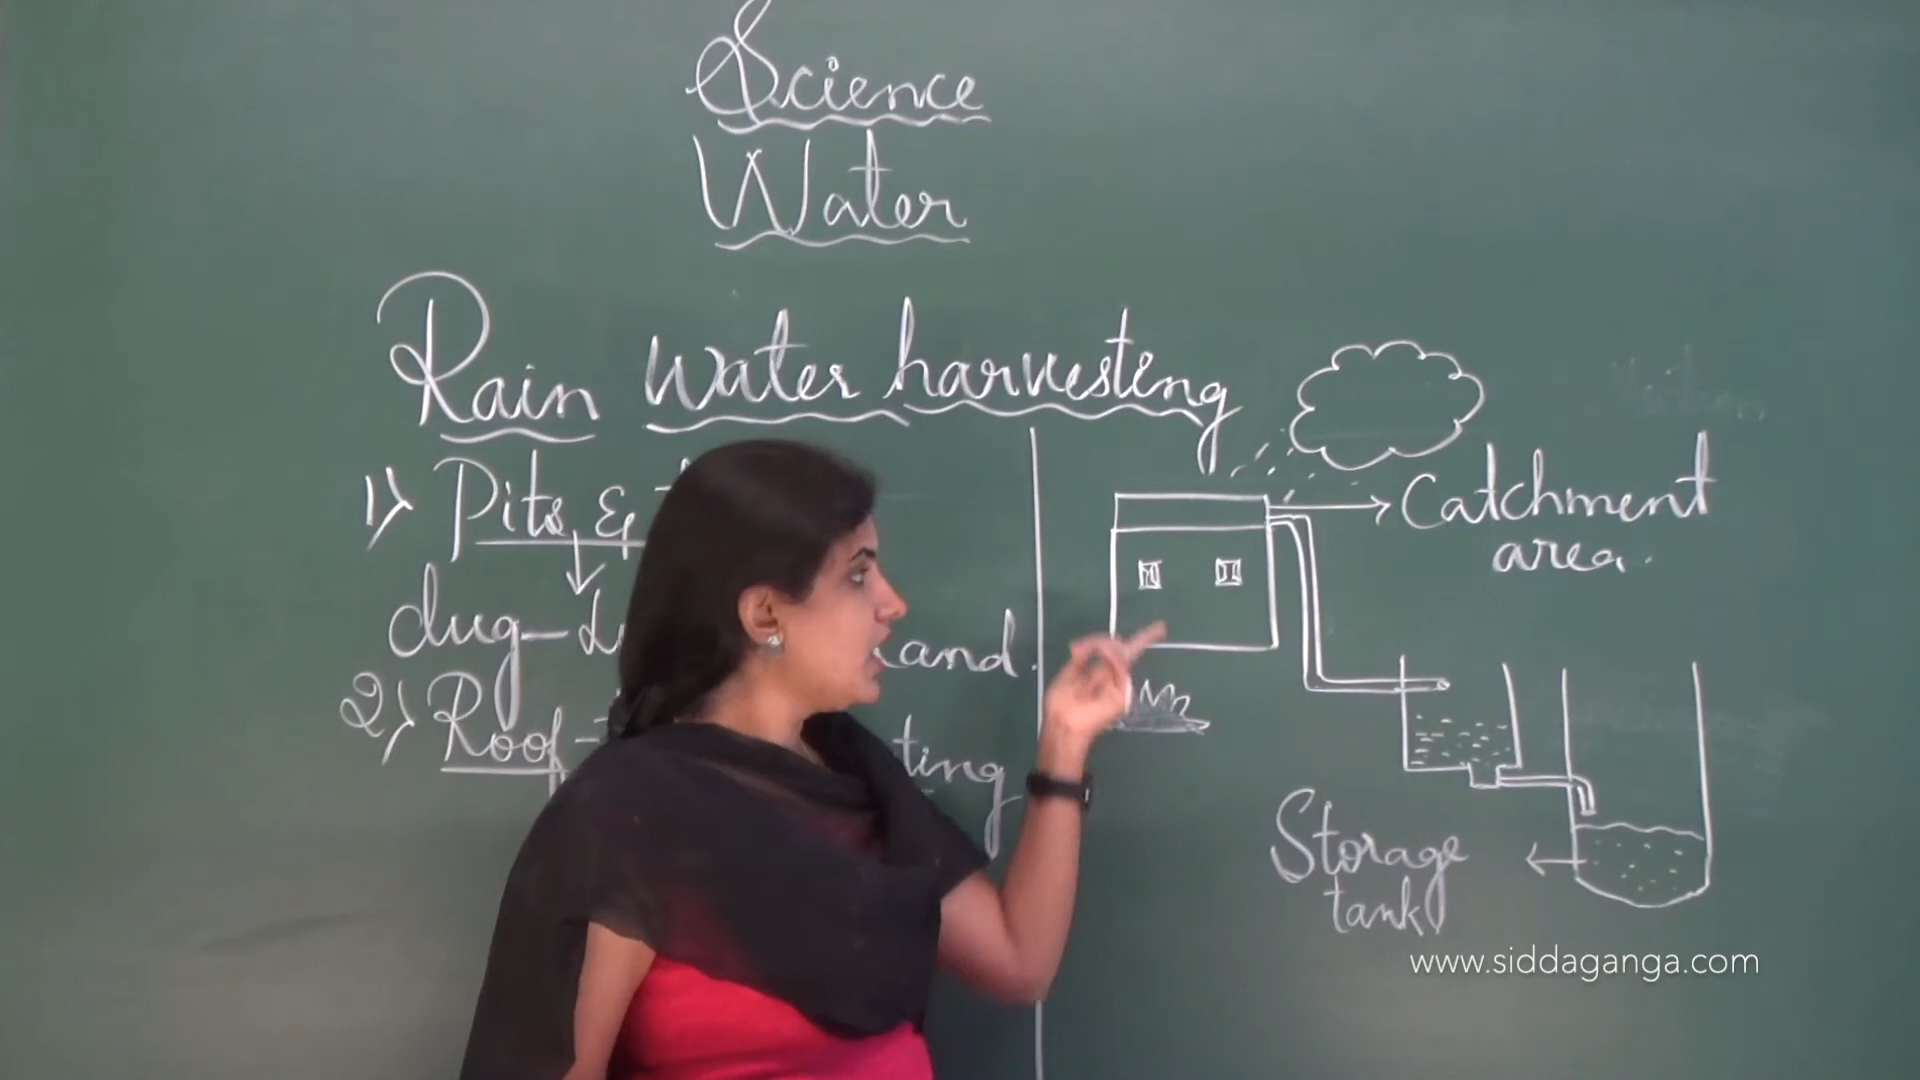 Science
Water
Rain Water harvesting
1) Pits &
dug- and.
2) Roof- ting
Catchment
area.
Storage
tank
www.siddaganga.com